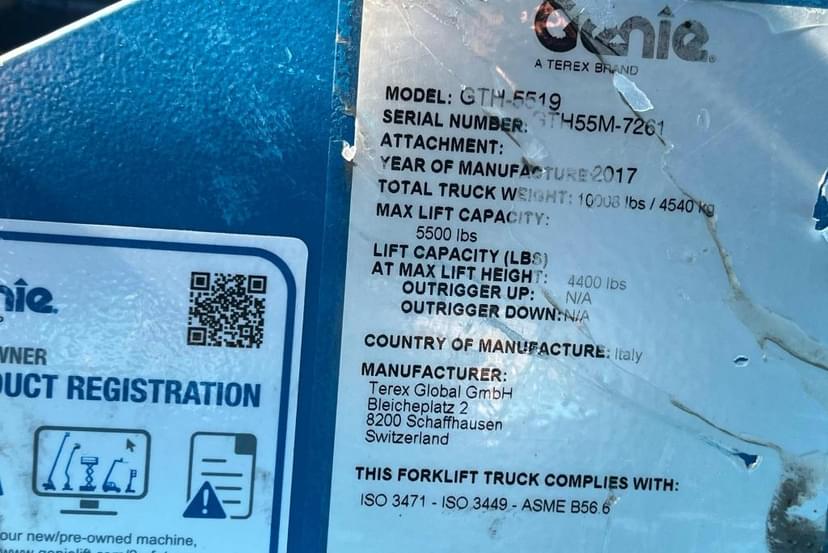 Genie®
A TEREX BRAND
MODEL: GTH-5519
SERIAL NUMBER: GTH55M-7261
ATTACHMENT:
YEAR OF MANUFACTURE: 2017
TOTAL TRUCK WEIGHT: 10008 lbs / 4540 kg
MAX LIFT CAPACITY:
5500 lbs
LIFT CAPACITY (LBS)
AT MAX LIFT HEIGHT: 4400 lbs
OUTRIGGER UP: N/A
OUTRIGGER DOWN: N/A
COUNTRY OF MANUFACTURE: Italy
MANUFACTURER:
Terex Global GmbH
Bleicheplatz 2
8200 Schaffhausen
Switzerland
THIS FORKLIFT TRUCK COMPLIES WITH:
ISO 3471 - ISO 3449 - ASME B56.6
nie.
WNER
DUCT REGISTRATION
our new/pre-owned machine,